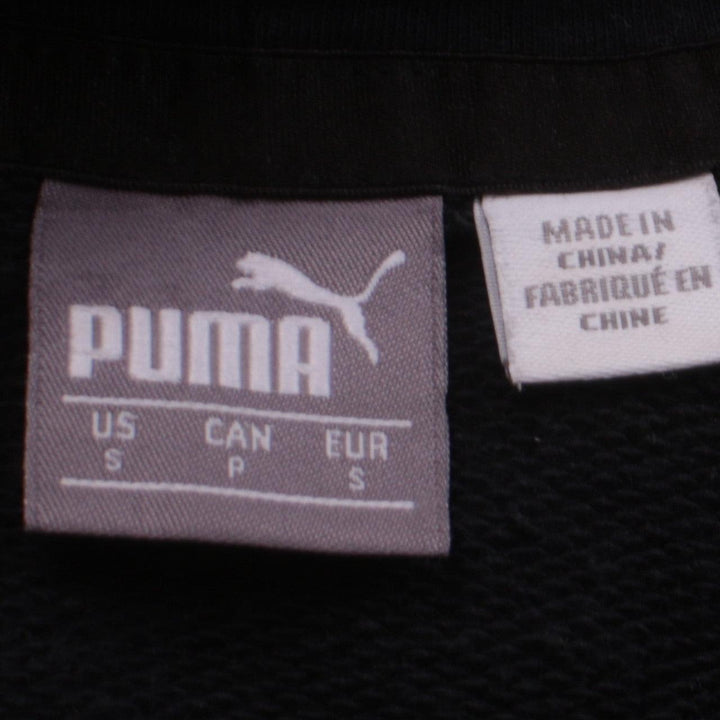 PUMA
US CAN EUR
S P S
MADE IN
CHINA/
FABRIQUÉ EN
CHINE